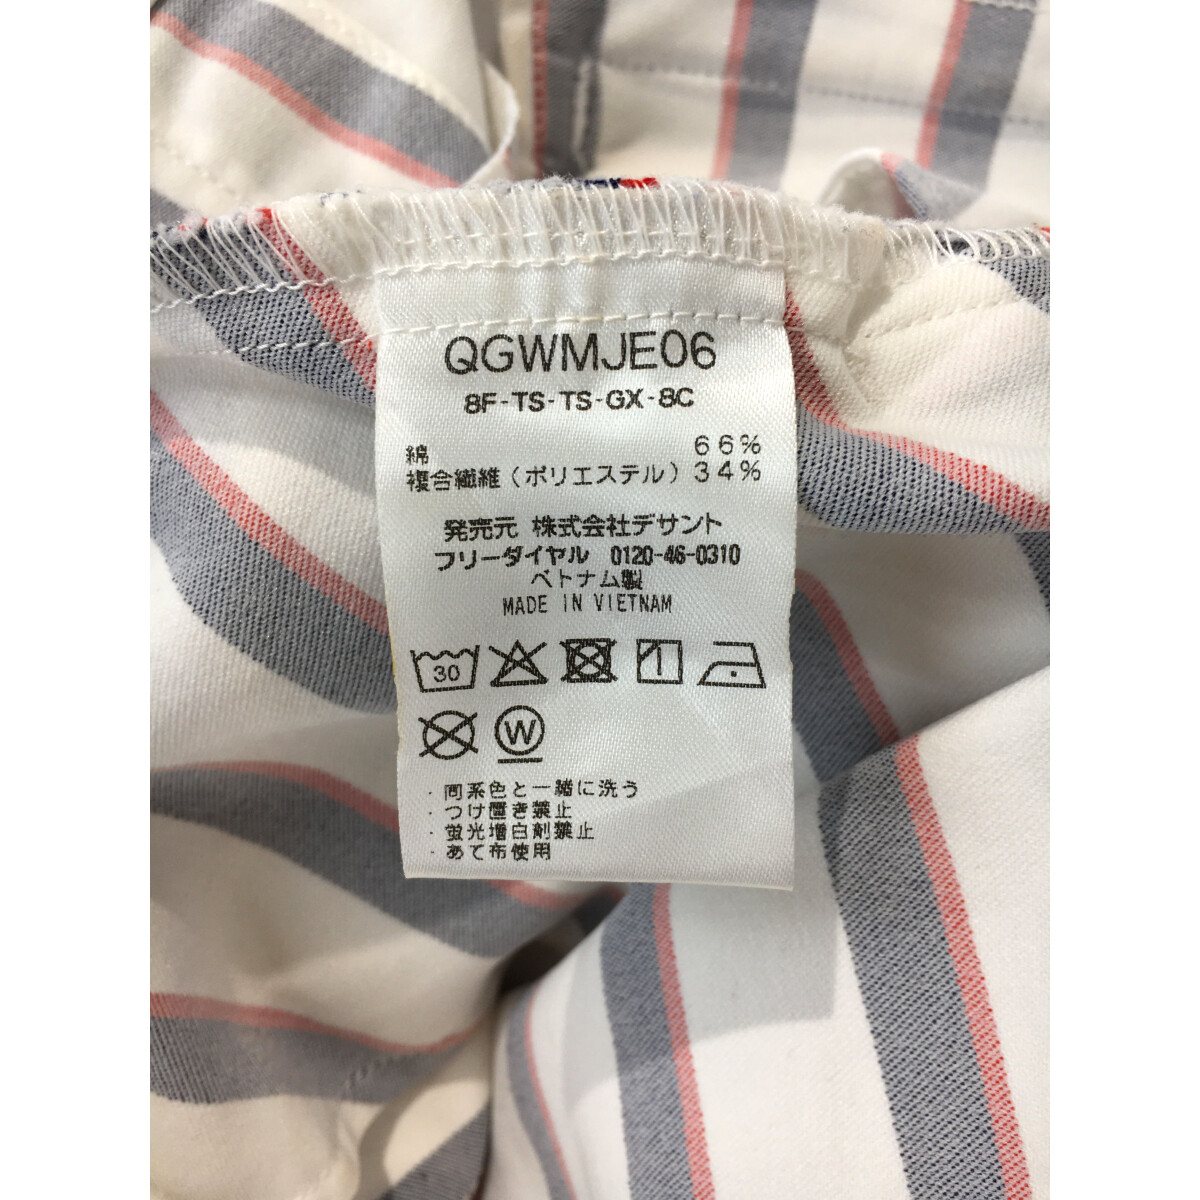 QGWMJE06
8F-TS-TS-GX-8C
綿 66%
複合繊維(ポリエステル) 34%
発売元 株式会社デサント
フリーダイヤル 0120-46-0310
ベトナム製
MADE IN VIETNAM
30
W
・同系色と一緒に洗う
・つけ置き禁止
・蛍光増白剤禁止
・あて布使用